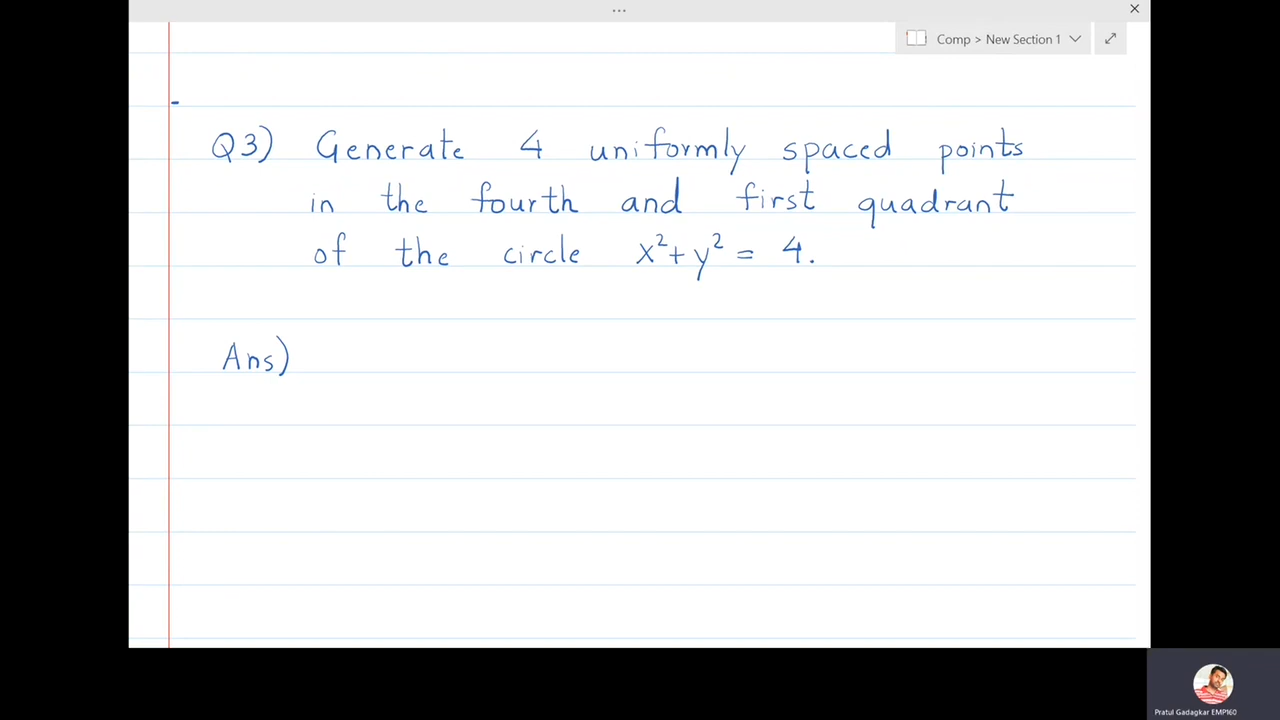 Comp > New Section 1
Q3) Generate 4 uniformly spaced points
in the fourth and first quadrant
of the circle x²+y² = 4.
Ans)
Pratul Gadagkar EMP160